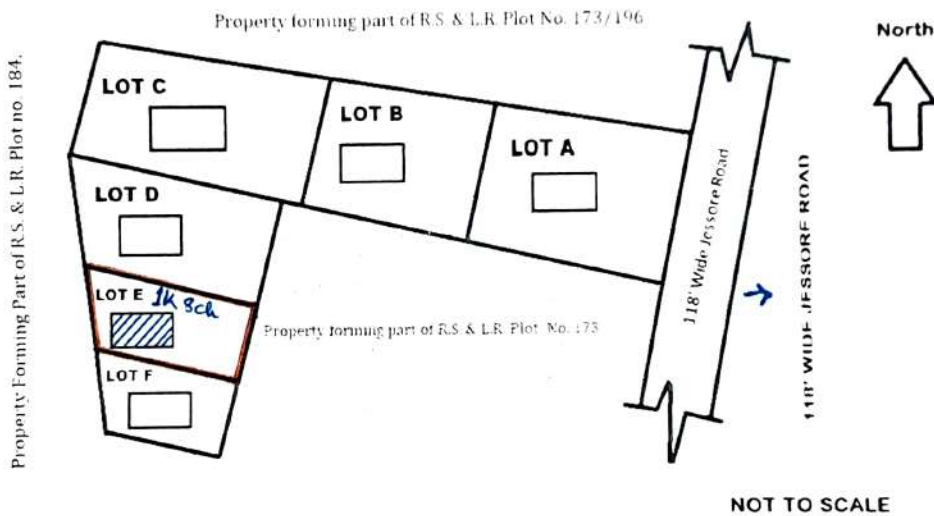 Property forming part of R.S. & L.R. Plot No. 173/196
North
Property Forming Part of R.S. & L.R. Plot no. 184.
LOT C
LOT B
LOT A
LOT D
118' Wide Jessore Road
118' WIDE JESSORE ROAD
LOT E 1K 8ch
Property forming part of R.S. & L.R. Plot No. 173
LOT F
NOT TO SCALE